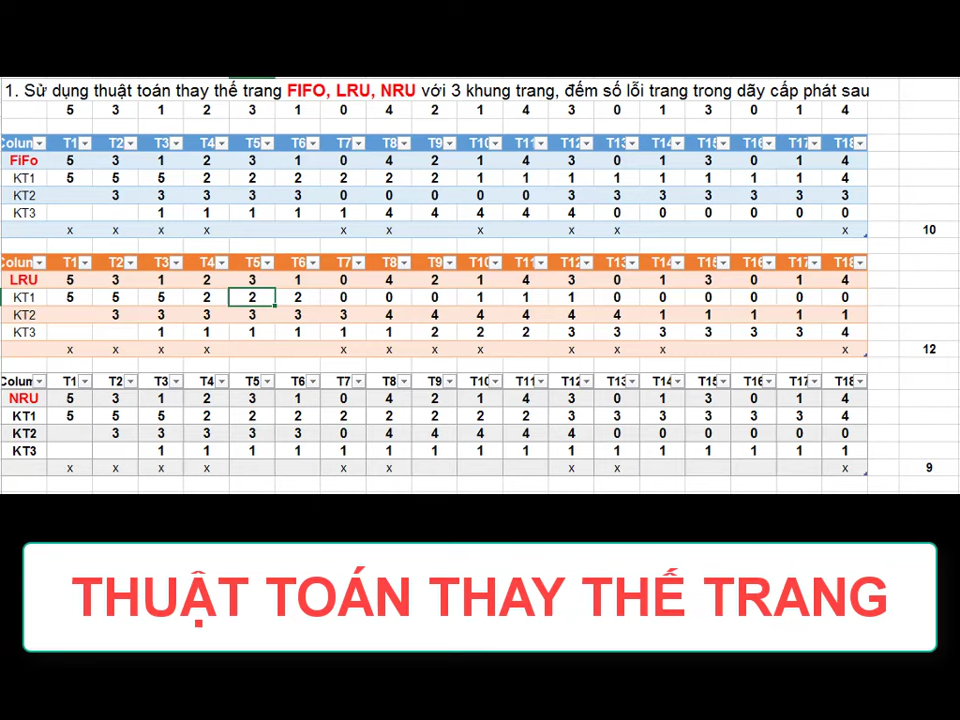 1. Sử dụng thuật toán thay thế trang FIFO, LRU, NRU với 3 khung trang, đếm số lỗi trang trong dãy cấp phát sau
5 3 1 2 3 1 0 4 2 1 4 3 0 1 3 0 1 4
Colum T1 T2 T3 T4 T5 T6 T7 T8 T9 T10 T11 T12 T13 T14 T15 T16 T17 T18
FiFo 5 3 1 2 3 1 0 4 2 1 4 3 0 1 3 0 1 4
KT1 5 5 5 2 2 2 2 2 2 1 1 1 1 1 1 1 1 4
KT2 3 3 3 3 3 0 0 0 0 0 3 3 3 3 3 3 3
KT3 1 1 1 1 1 4 4 4 4 4 0 0 0 0 0 0
x x x x x x x x x x 10
Colum T1 T2 T3 T4 T5 T6 T7 T8 T9 T10 T11 T12 T13 T14 T15 T16 T17 T18
LRU 5 3 1 2 3 1 0 4 2 1 4 3 0 1 3 0 1 4
KT1 5 5 5 2 2 2 0 0 0 1 1 1 0 0 0 0 0 0
KT2 3 3 3 3 3 3 4 4 4 4 4 4 1 1 1 1 1
KT3 1 1 1 1 1 1 2 2 2 3 3 3 3 3 3 4
x x x x x x x x x x x x 12
Colum T1 T2 T3 T4 T5 T6 T7 T8 T9 T10 T11 T12 T13 T14 T15 T16 T17 T18
NRU 5 3 1 2 3 1 0 4 2 1 4 3 0 1 3 0 1 4
KT1 5 5 5 2 2 2 2 2 2 2 2 3 3 3 3 3 3 4
KT2 3 3 3 3 3 0 4 4 4 4 4 0 0 0 0 0 0
KT3 1 1 1 1 1 1 1 1 1 1 1 1 1 1 1 1
x x x x x x x x x 9
THUẬT TOÁN THAY THẾ TRANG